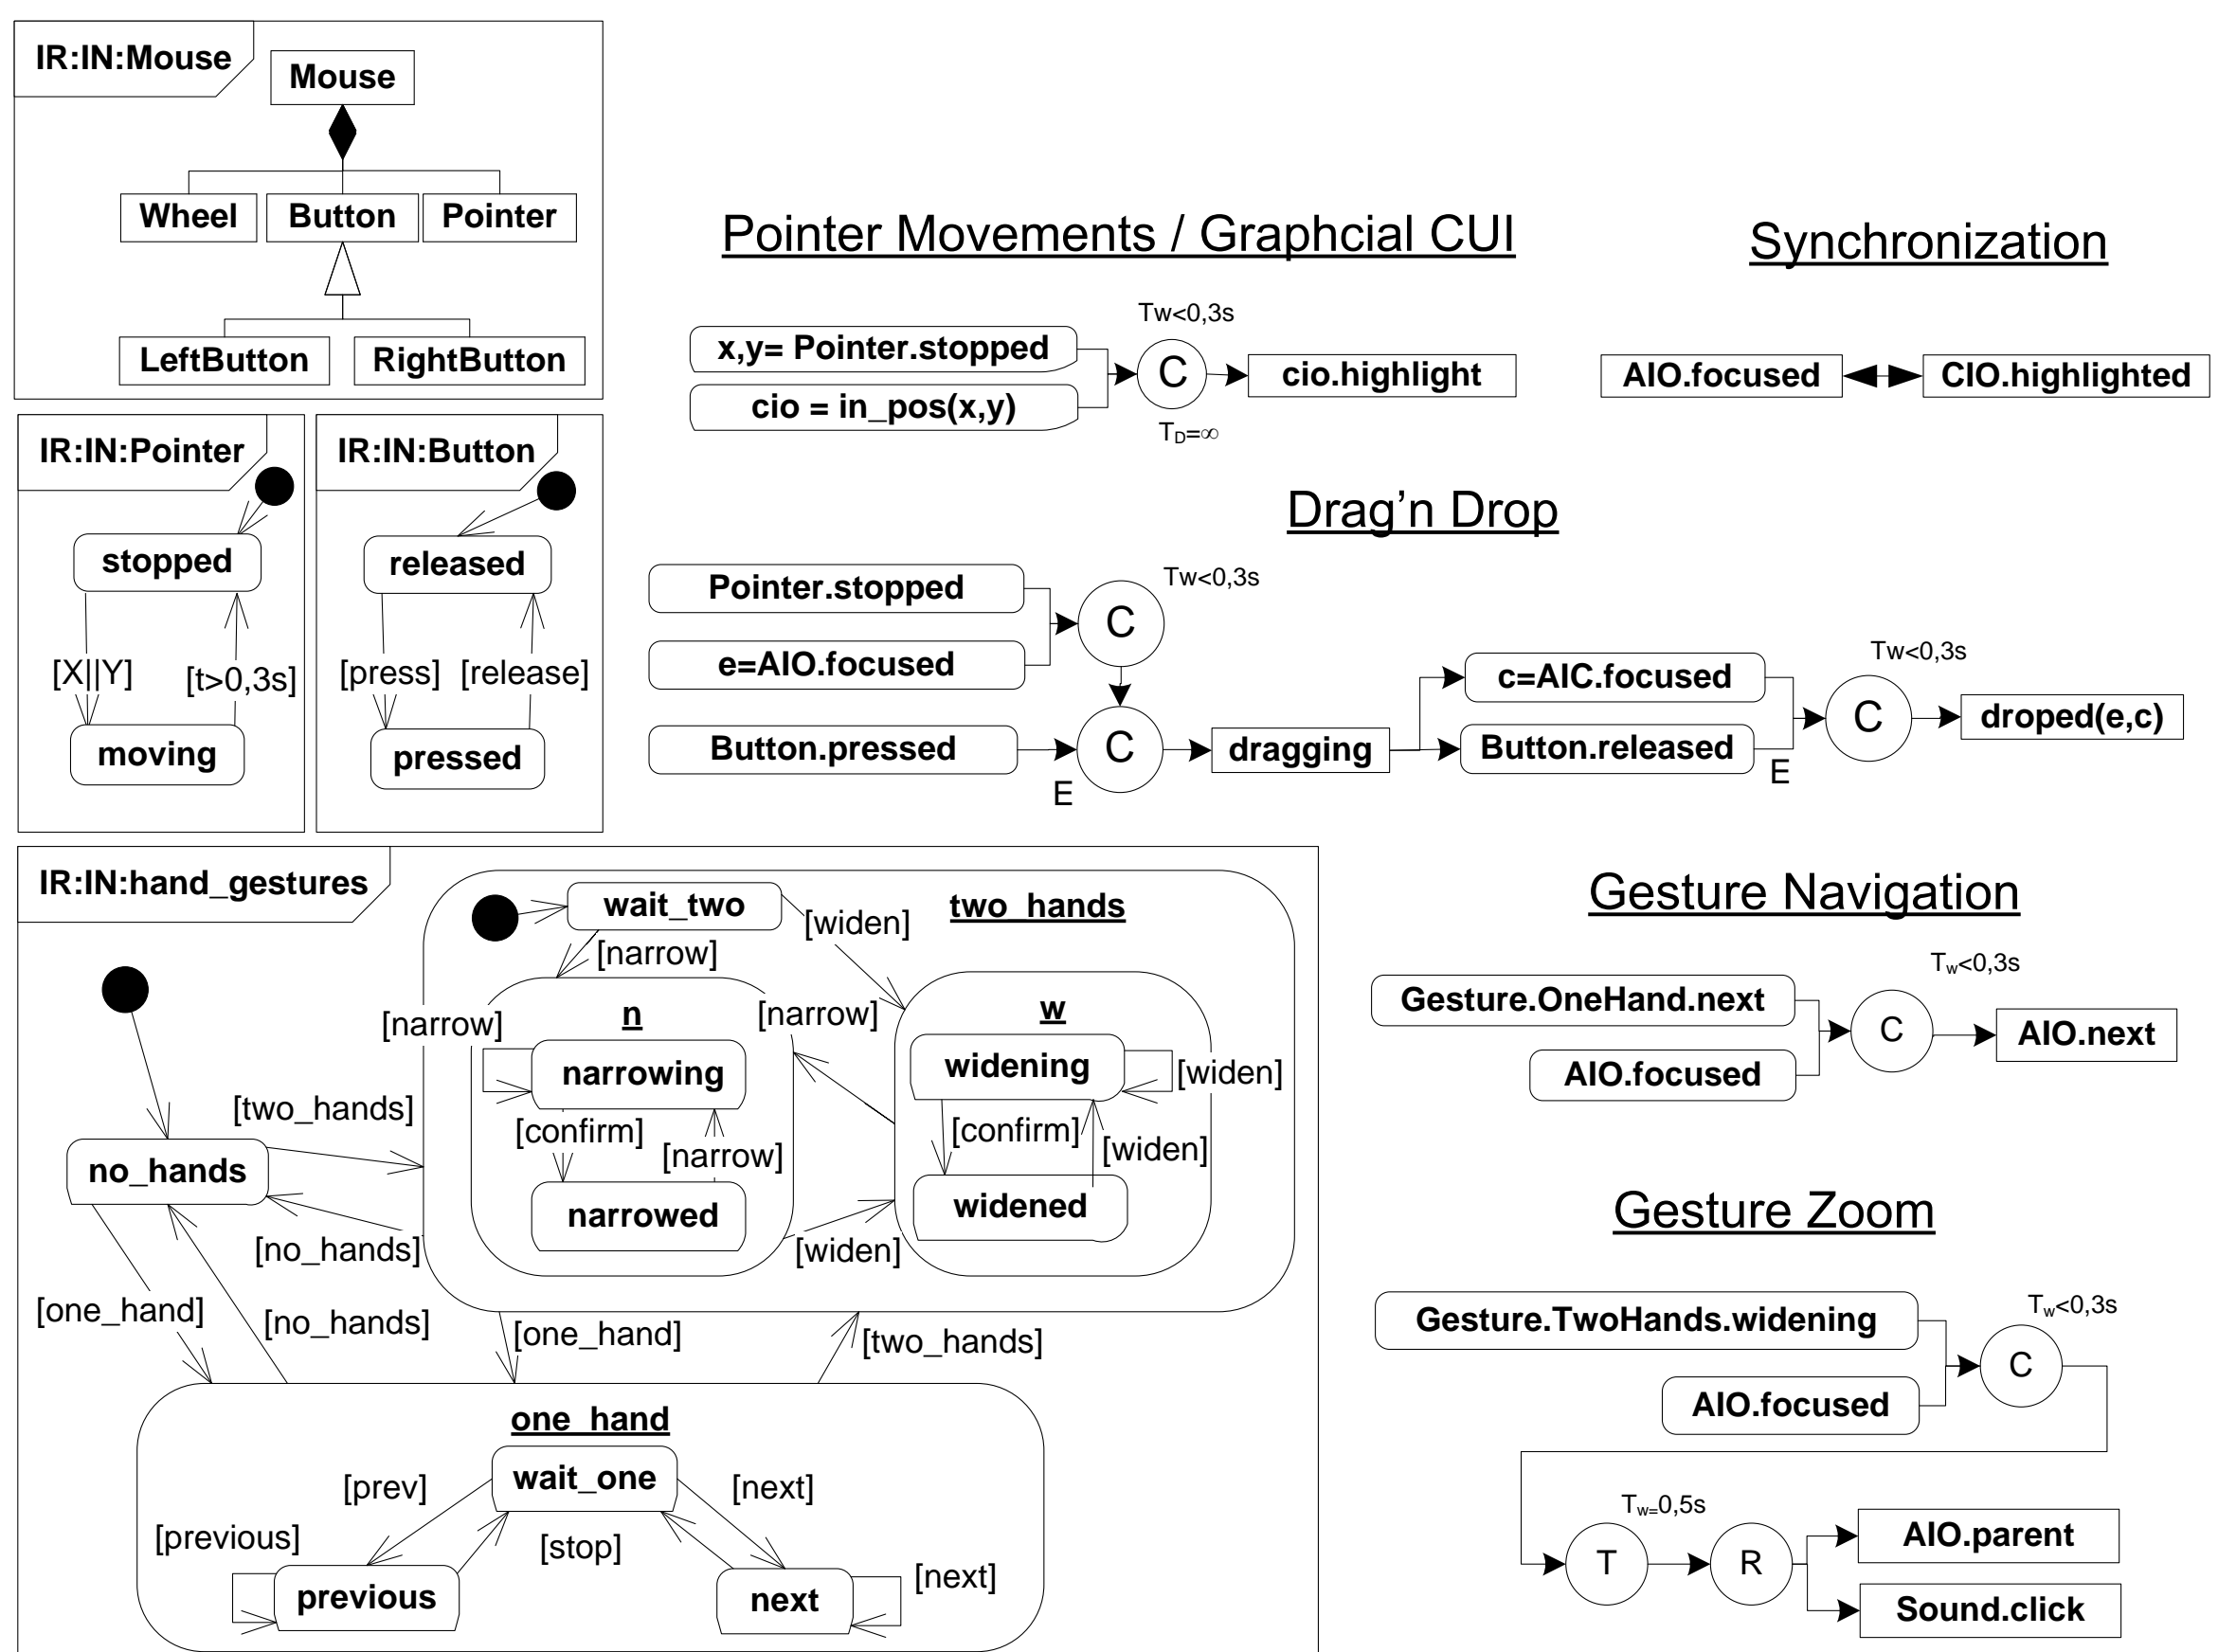 IR:IN:Mouse
Mouse
Wheel
Button
Pointer
LeftButton
RightButton
IR:IN:Pointer
stopped
[X||Y]
[t>0,3s]
moving
IR:IN:Button
released
[press]
[release]
pressed
Pointer Movements / Graphcial CUI
x,y= Pointer.stopped
cio = in_pos(x,y)
Tw<0,3s
C
T_D=∞
cio.highlight
Synchronization
AIO.focused
CIO.highlighted
Drag'n Drop
Pointer.stopped
e=AIO.focused
Tw<0,3s
C
Button.pressed
E
C
dragging
c=AIC.focused
Button.released
E
Tw<0,3s
C
droped(e,c)
IR:IN:hand_gestures
two_hands
wait_two
[widen]
[narrow]
n
[narrow]
narrowing
[confirm]
[narrow]
narrowed
[narrow]
[widen]
w
widening
[widen]
[confirm]
[widen]
widened
no_hands
[two_hands]
[no_hands]
[one_hand]
[no_hands]
[one_hand]
[two_hands]
one_hand
wait_one
[prev]
[next]
[previous]
[stop]
[next]
previous
next
Gesture Navigation
Gesture.OneHand.next
AIO.focused
Tw<0,3s
C
AIO.next
Gesture Zoom
Gesture.TwoHands.widening
AIO.focused
Tw<0,3s
C
Tw=0,5s
T
R
AIO.parent
Sound.click